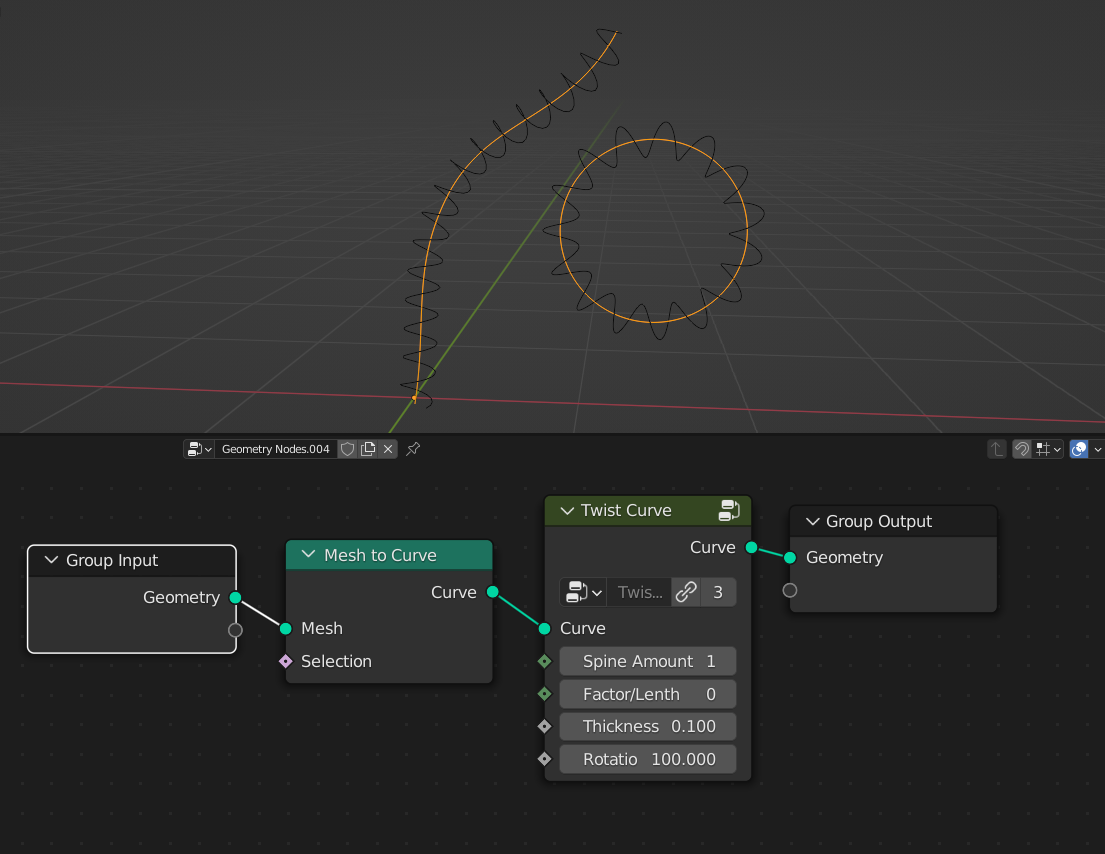 Geometry Nodes.004
Twist Curve
Group Output
Curve
Geometry
Group Input
Mesh to Curve
Geometry
Curve
Twis...
3
Mesh
Curve
Selection
Spine Amount 1
Factor/Lenth 0
Thickness 0.100
Rotatio 100.000